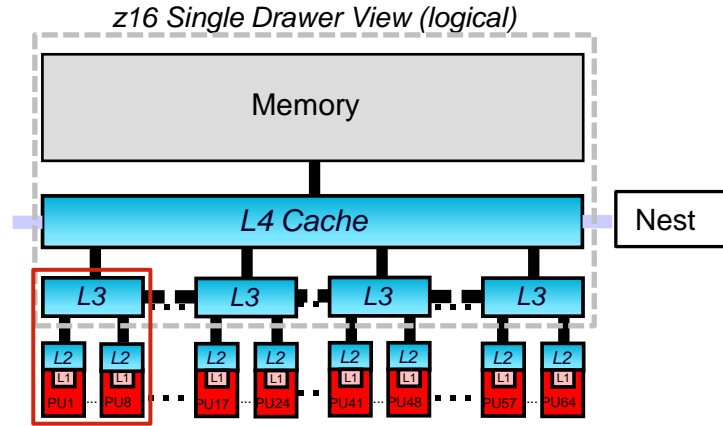 z16 Single Drawer View (logical)
Memory
L4 Cache
Nest
L3 L3 L3 L3
L2 L2 L2 L2 L2 L2 L2 L2
L1 L1 L1 L1 L1 L1 L1 L1
PU1 ... PU8 PU17 ... PU24 PU41 ... PU48 PU57 ... PU64